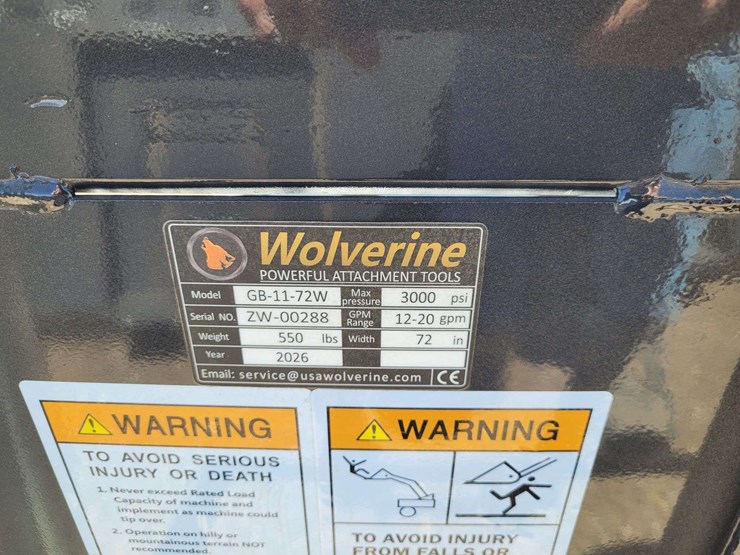 Wolverine
POWERFUL ATTACHMENT TOOLS
Model GB-11-72W Max pressure 3000 psi
Serial NO. ZW-00288 GPM Range 12-20 gpm
Weight 550 lbs Width 72 in
Year 2026
Email: service@usawolverine.com CE
WARNING
TO AVOID SERIOUS
INJURY OR DEATH
1. Never exceed Rated Load
Capacity of machine and
implement as machine could
tip over.
2. Operation on hilly or
mountainous terrain NOT
recommended.
WARNING
TO AVOID INJURY
FROM FALLS OR